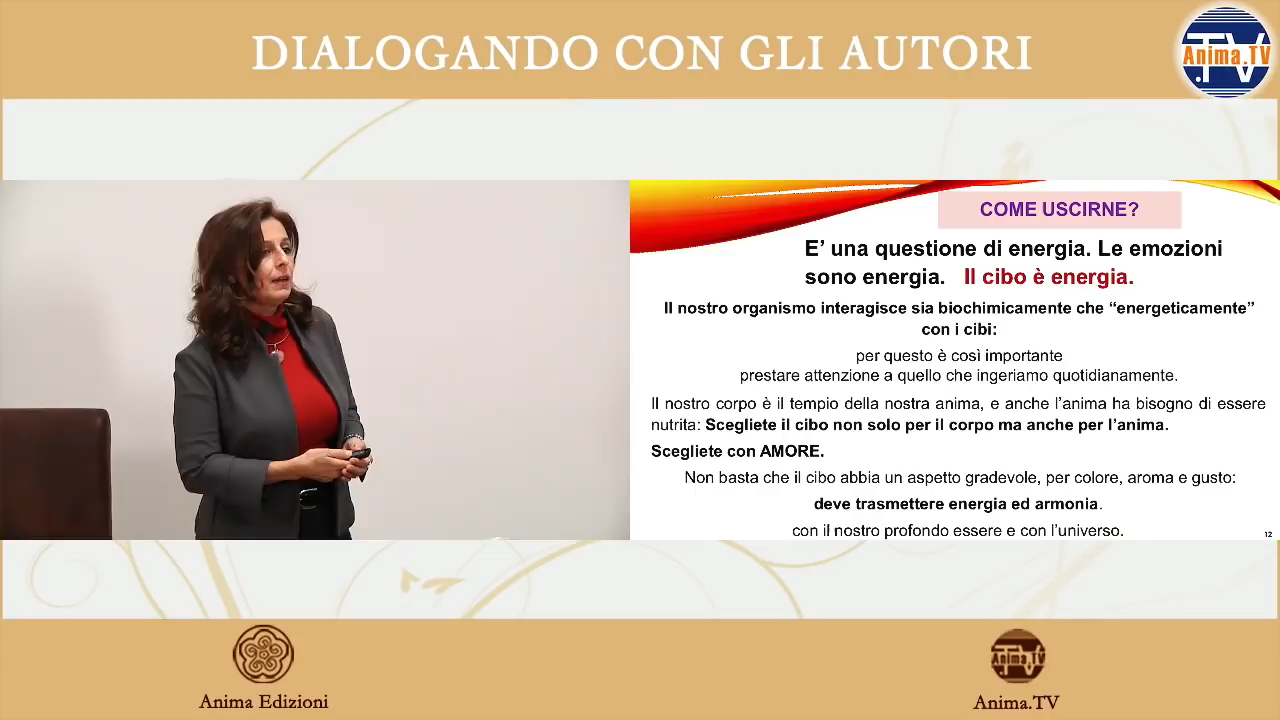 DIALOGANDO CON GLI AUTORI
Anima.TV
.TV
COME USCIRNE?
E’ una questione di energia. Le emozioni
sono energia. Il cibo è energia.
Il nostro organismo interagisce sia biochimicamente che “energeticamente”
con i cibi:
per questo è così importante
prestare attenzione a quello che ingeriamo quotidianamente.
Il nostro corpo è il tempio della nostra anima, e anche l’anima ha bisogno di essere
nutrita: Scegliete il cibo non solo per il corpo ma anche per l’anima.
Scegliete con AMORE.
Non basta che il cibo abbia un aspetto gradevole, per colore, aroma e gusto:
deve trasmettere energia ed armonia.
con il nostro profondo essere e con l’universo.
12
Anima Edizioni
Anima.TV
Anima.TV